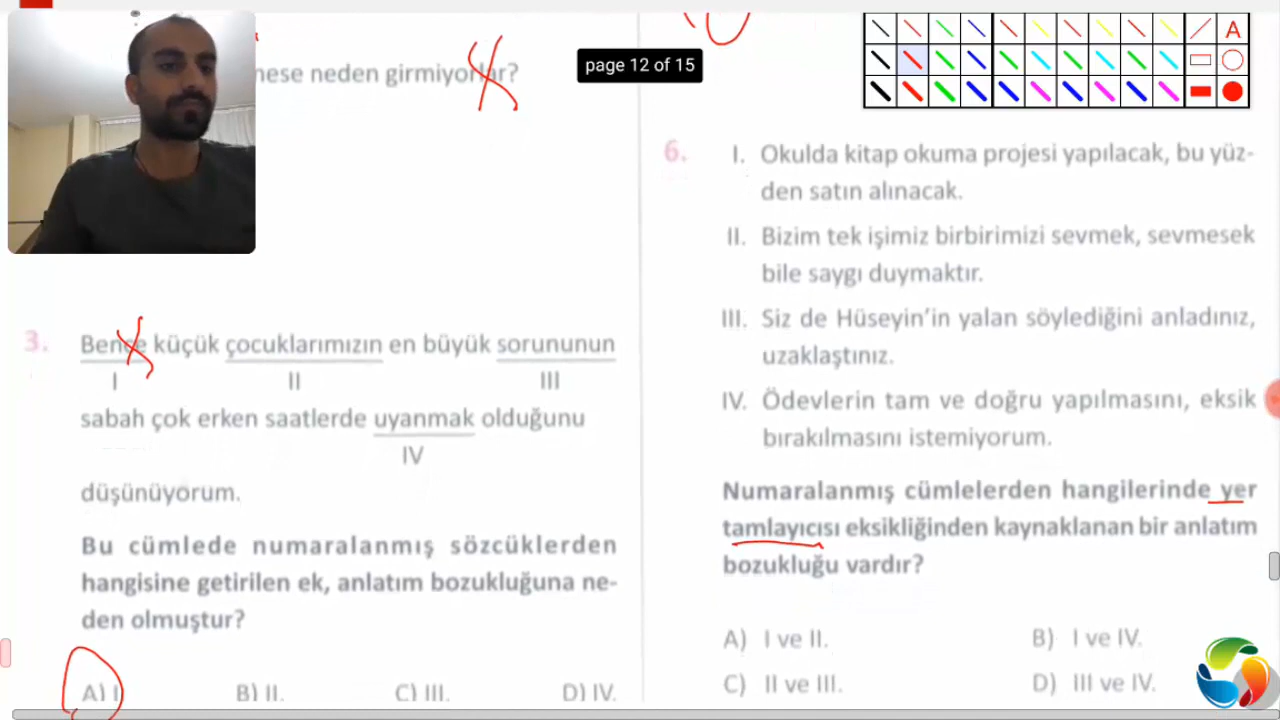 nese neden girmiyorlar?
page 12 of 15
A
3.
Bence küçük çocuklarımızın en büyük sorununun
I
II
III
sabah çok erken saatlerde uyanmak olduğunu
IV
düşünüyorum.
Bu cümlede numaralanmış sözcüklerden
hangisine getirilen ek, anlatım bozukluğuna ne-
den olmuştur?
A) I
B) II.
C) III.
D) IV.
6.
I. Okulda kitap okuma projesi yapılacak, bu yüz-
den satın alınacak.
II. Bizim tek işimiz birbirimizi sevmek, sevmesek
bile saygı duymaktır.
III. Siz de Hüseyin'in yalan söylediğini anladınız,
uzaklaştınız.
IV. Ödevlerin tam ve doğru yapılmasını, eksik
bırakılmasını istemiyorum.
Numaralanmış cümlelerden hangilerinde yer
tamlayıcısı eksikliğinden kaynaklanan bir anlatım
bozukluğu vardır?
A) I ve II.
B) I ve IV.
C) II ve III.
D) III ve IV.